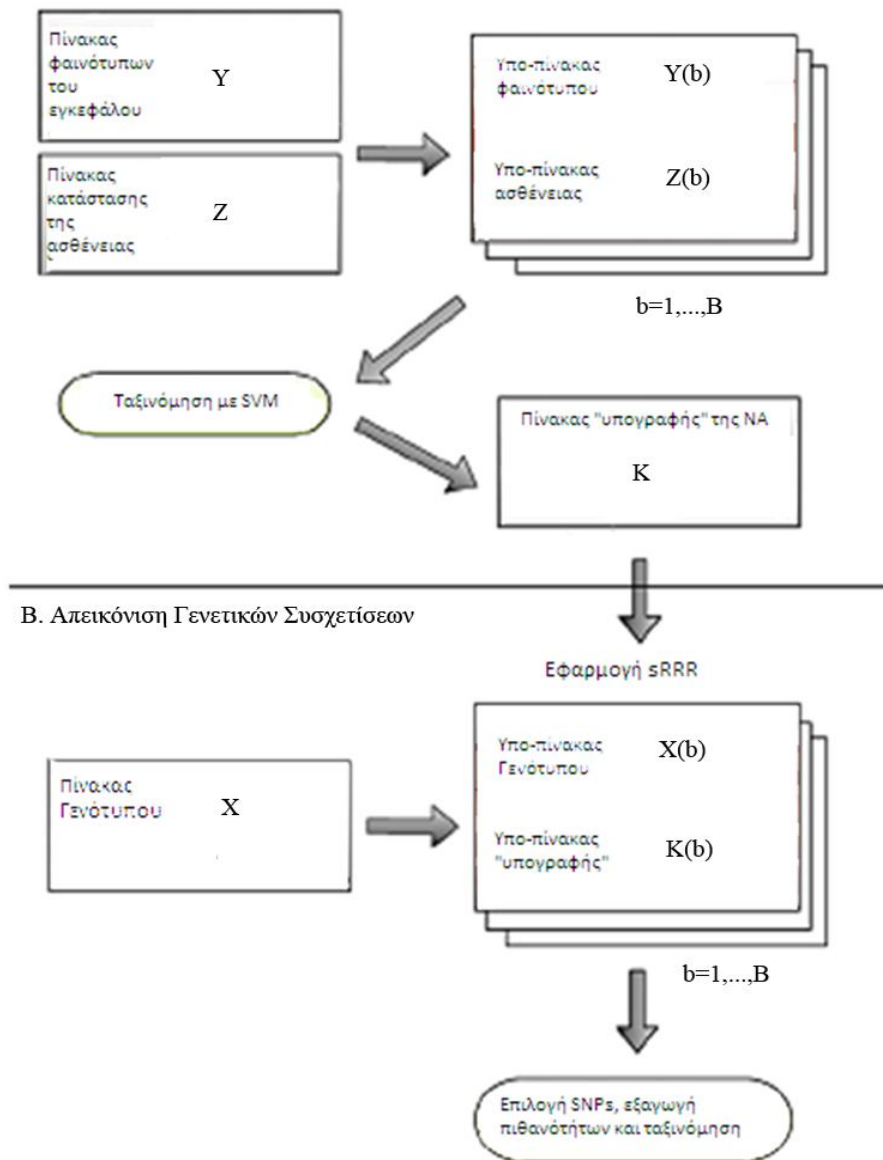 Πίνακας
φαινότυπων
του
εγκεφάλου
Y
Πίνακας
κατάστασης
της
ασθένειας
Z
Υπο-πίνακας
φαινότυπου
Y(b)
Υπο-πίνακας
ασθένειας
Z(b)
b=1,...,B
Ταξινόμηση με SVM
Πίνακας "υπογραφής" της ΝΑ
K
Β. Απεικόνιση Γενετικών Συσχετίσεων
Εφαρμογή sRRR
Πίνακας
Γενότυπου
X
Υπο-πίνακας
Γενότυπου
X(b)
Υπο-πίνακας
"υπογραφής"
K(b)
b=1,...,B
Επιλογή SNPs, εξαγωγή
πιθανότήτων και ταξινόμηση